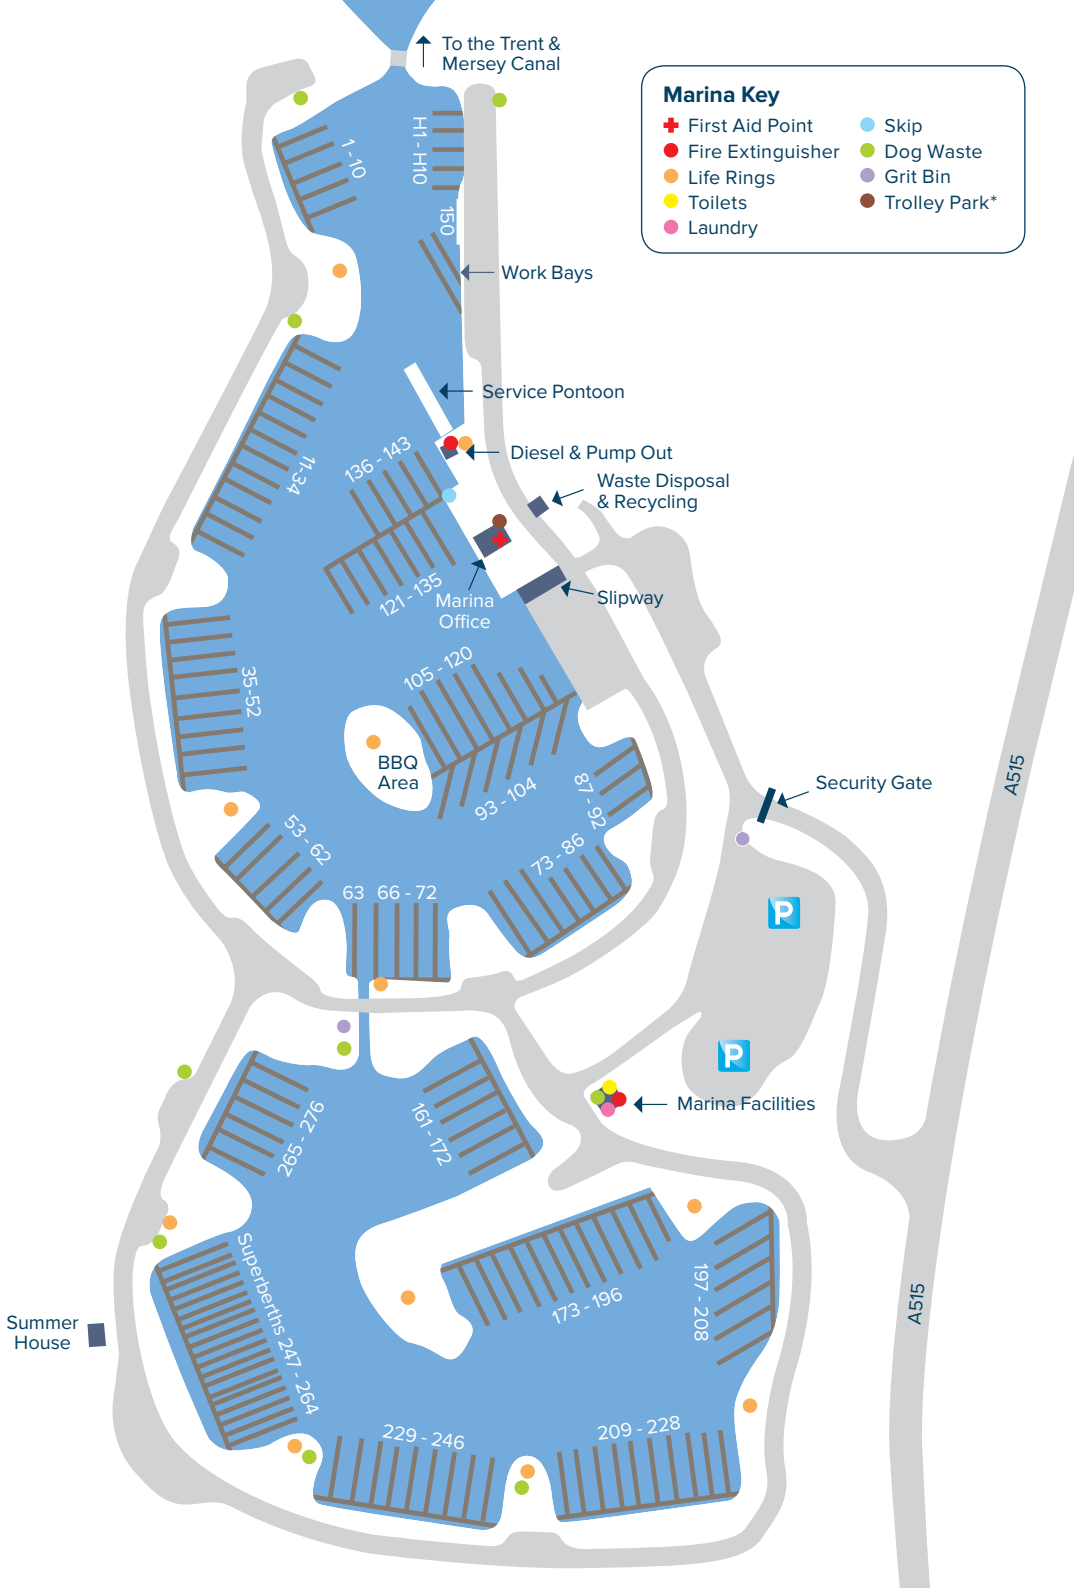 To the Trent &
Mersey Canal
Marina Key
First Aid Point
Fire Extinguisher
Life Rings
Toilets
Laundry
Skip
Dog Waste
Grit Bin
Trolley Park*
1 - 10
H1 - H10
150
Work Bays
Service Pontoon
Diesel & Pump Out
136 - 143
11-34
Waste Disposal
& Recycling
121 - 135
Marina
Office
Slipway
105 - 120
35-52
BBQ
Area
93 - 104
87 - 92
Security Gate
A515
53 - 62
73 - 86
63
66 - 72
P
P
Marina Facilities
265 - 276
161 - 172
173 - 196
197 - 208
A515
Superberths 247 - 264
Summer
House
229 - 246
209 - 228